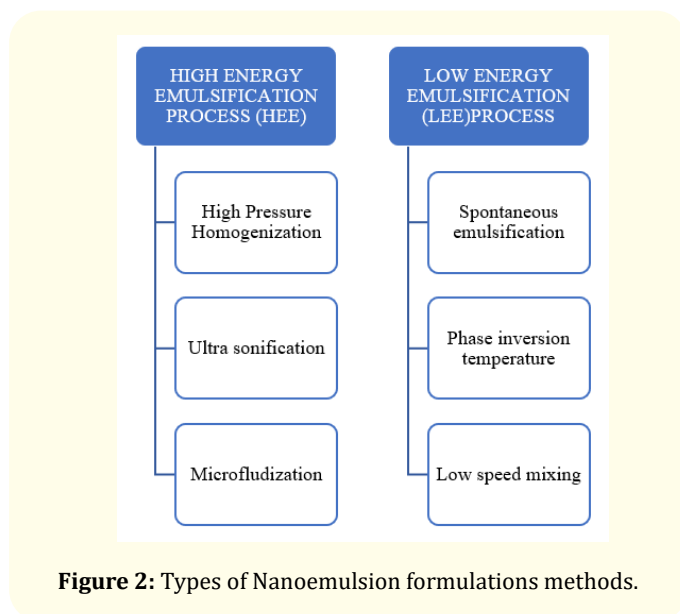 HIGH ENERGY
EMULSIFICATION
PROCESS (HEE)
High Pressure
Homogenization
Ultra sonification
Microfludization
LOW ENERGY
EMULSIFICATION
(LEE)PROCESS
Spontaneous
emulsification
Phase inversion
temperature
Low speed mixing
Figure 2: Types of Nanoemulsion formulations methods.